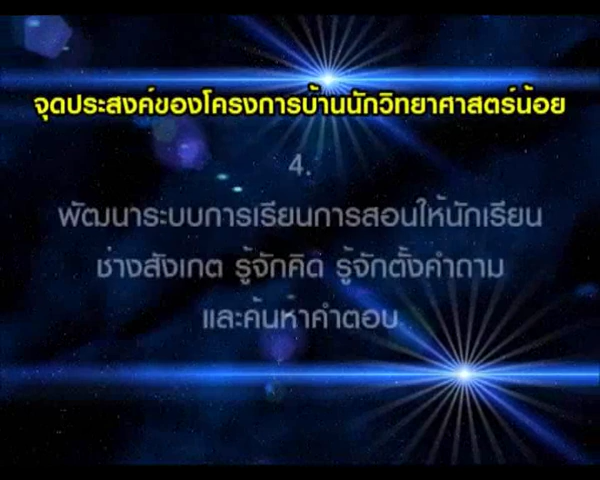 จุดประสงค์ของโครงการบ้านนักวิทยาศาสตร์น้อย
4.
พัฒนาระบบการเรียนการสอนให้นักเรียน
ช่างสังเกต รู้จักคิด รู้จักตั้งคำถาม
และค้นหาคำตอบ